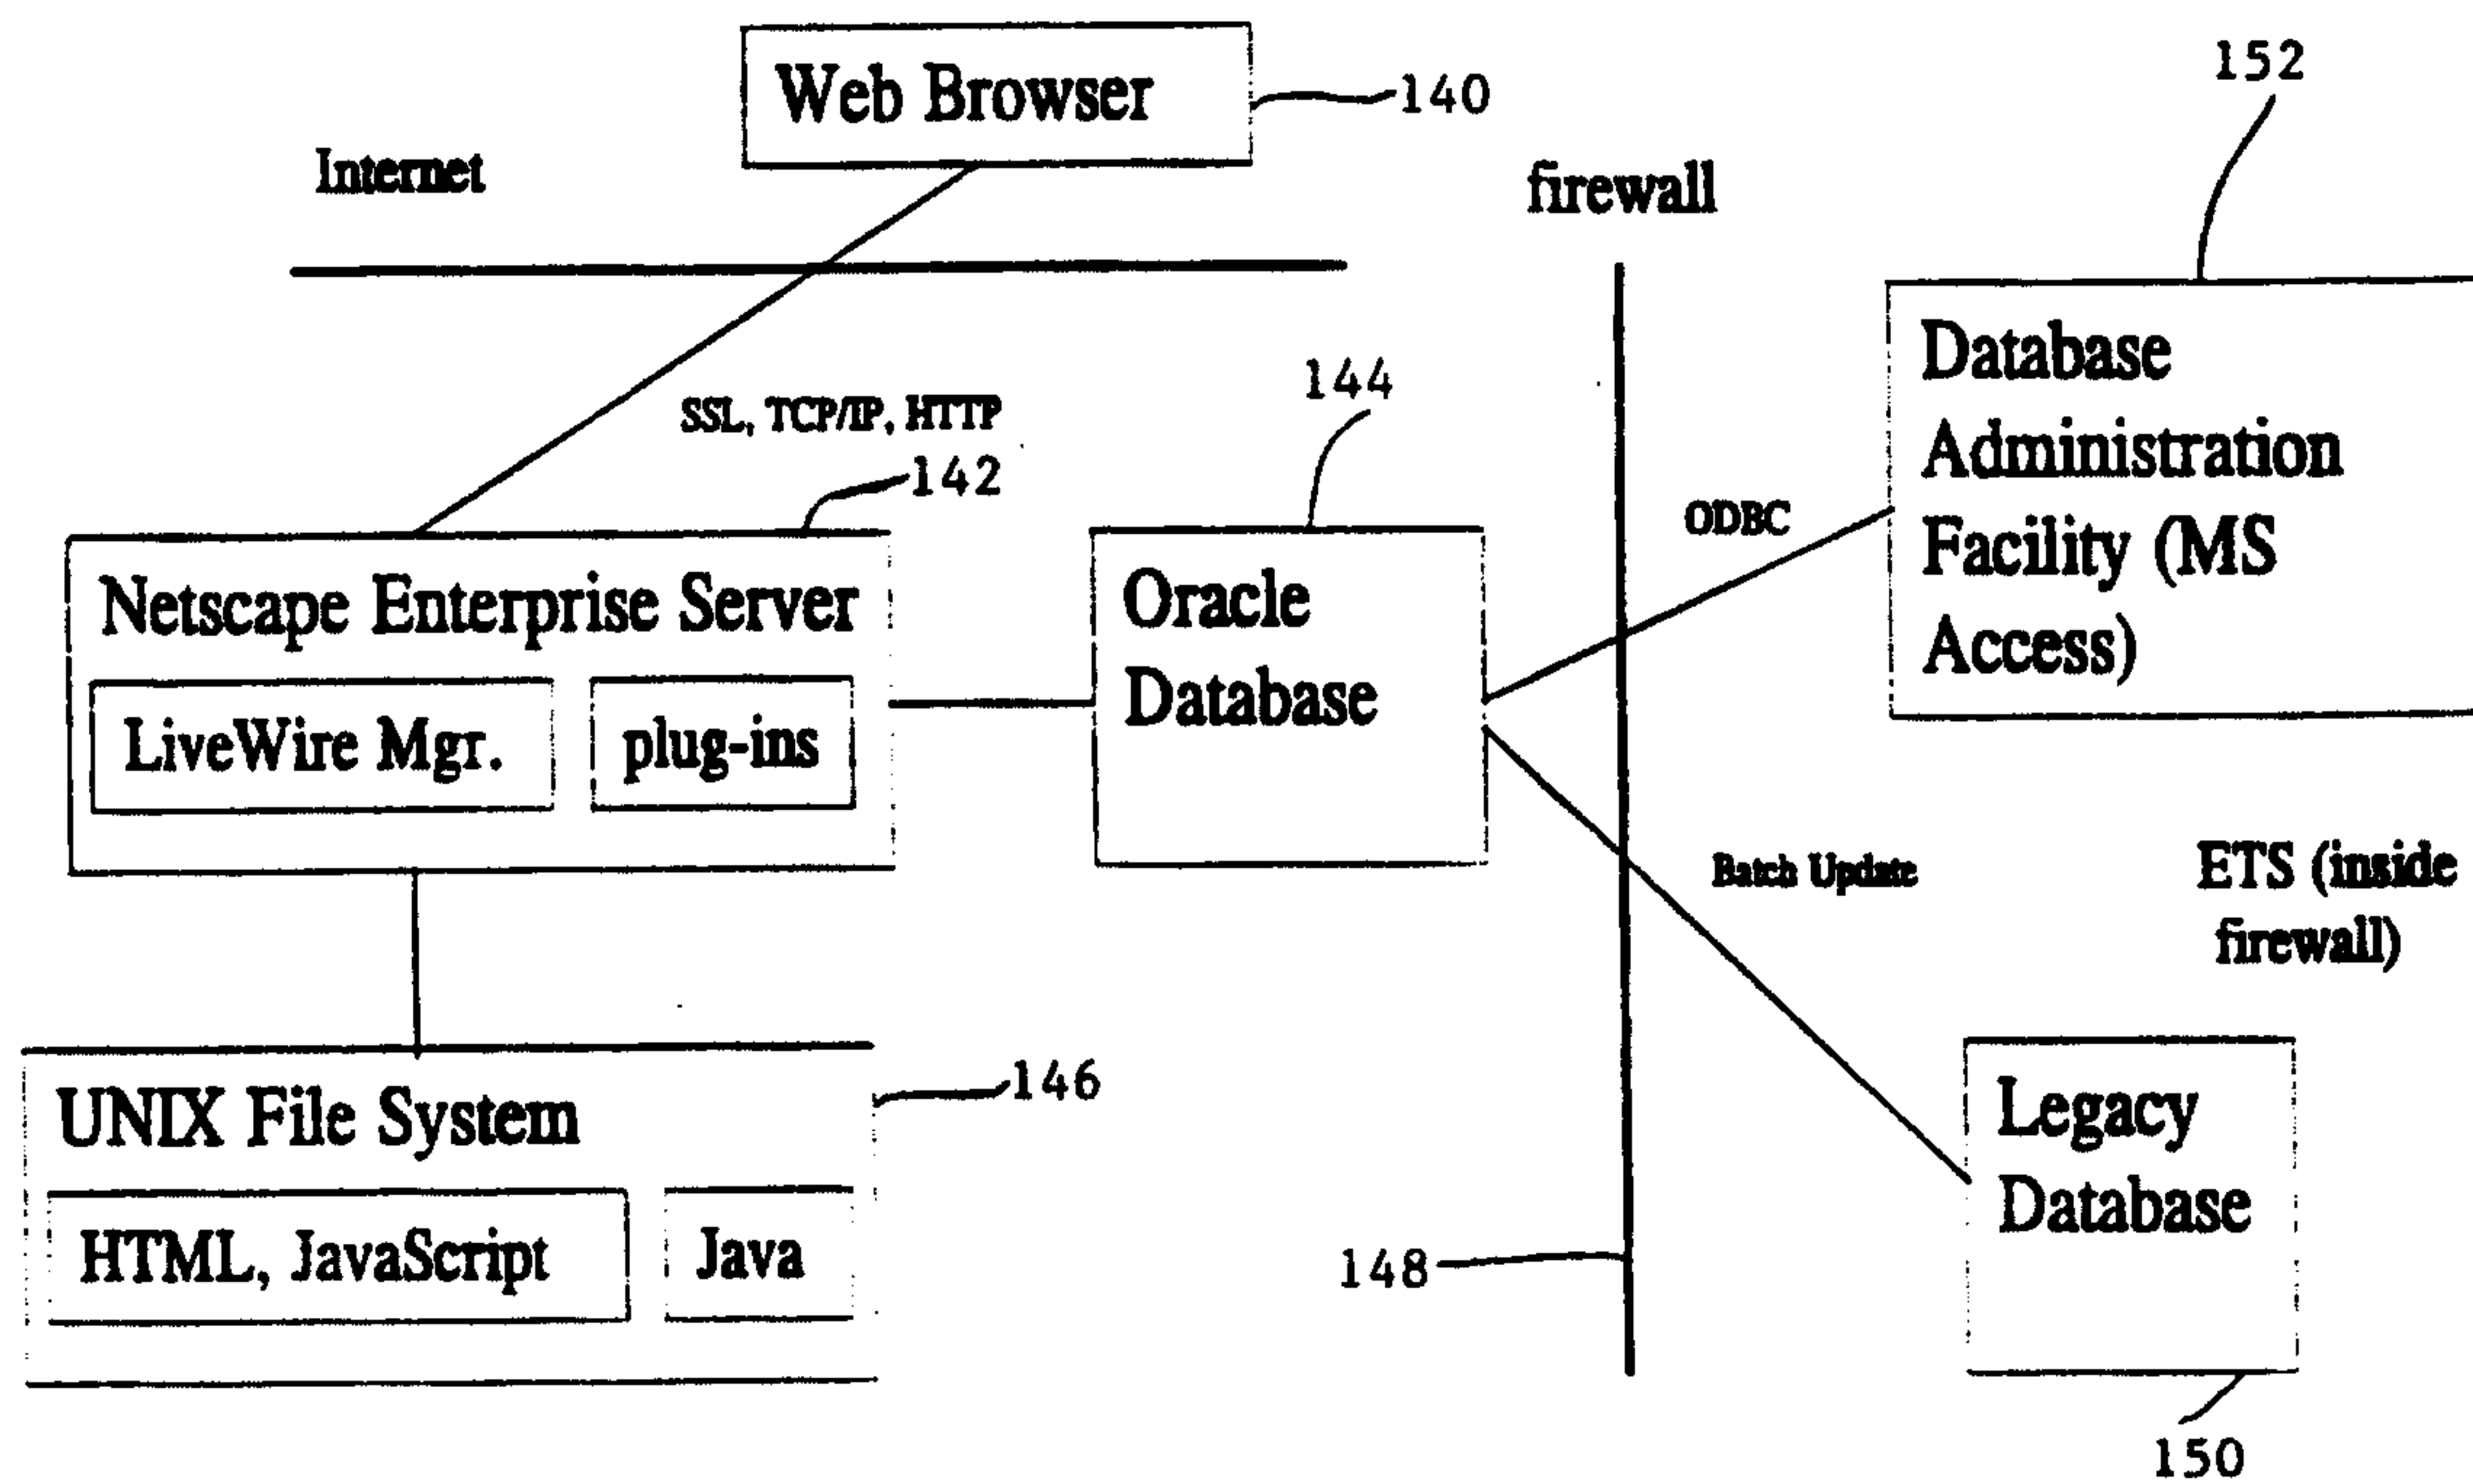 Web Browser
140
152
Internet
firewall
SSL, TCP/IP, HTTP
142
144
Netscape Enterprise Server
LiveWire Mgr.
plug-ins
Oracle
Database
ODBC
Database
Administration
Facility (MS
Access)
Batch Update
ETS (inside
firewall)
UNIX File System
146
HTML, JavaScript
Java
148
Legacy
Database
150